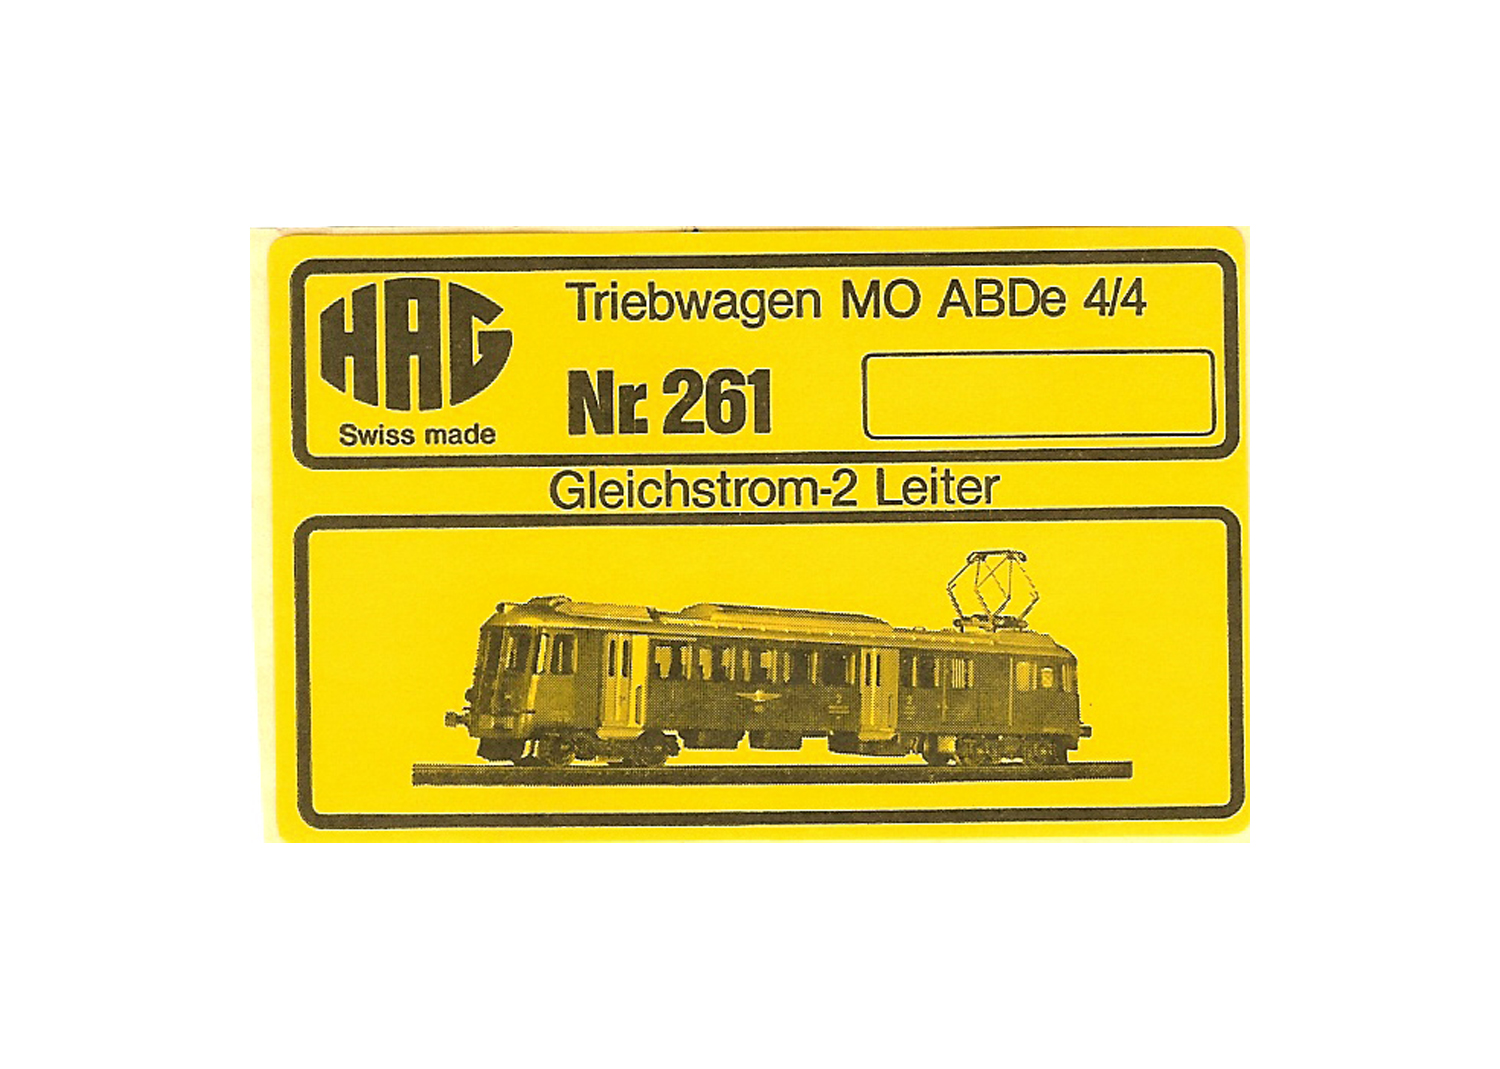 HAG
Swiss made
Triebwagen MO ABDe 4/4
Nr. 261
Gleichstrom-2 Leiter